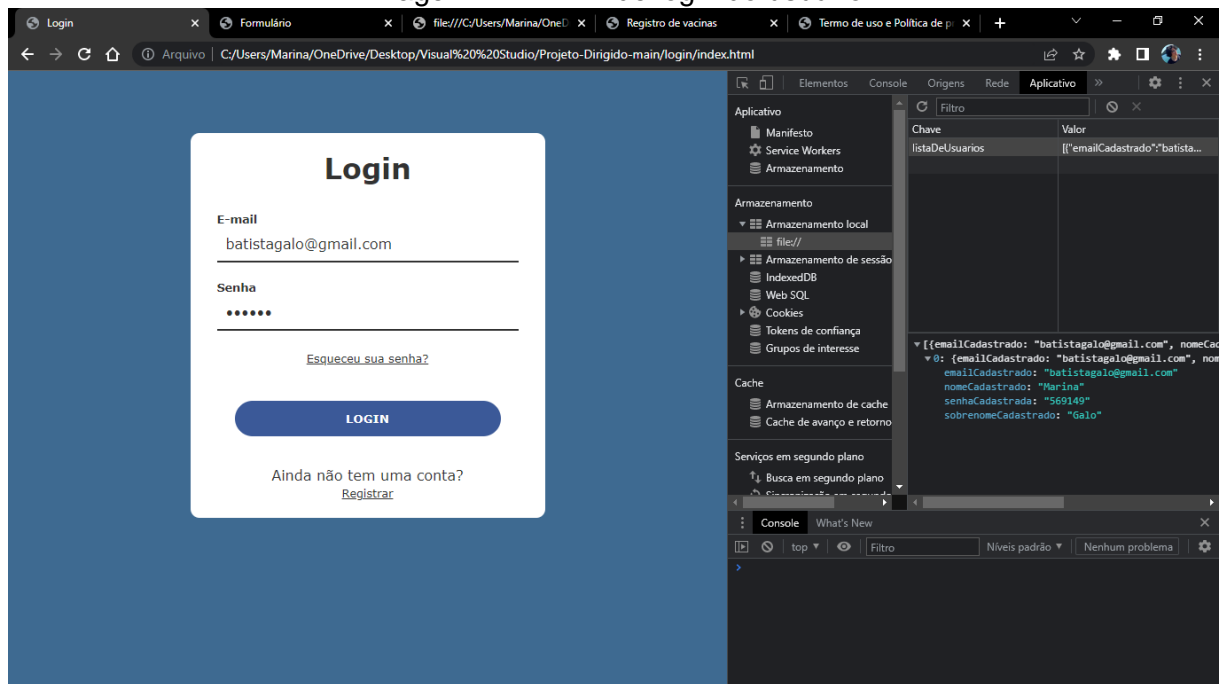 Login
Formulário
file:///C:/Users/Marina/OneD
Registro de vacinas
Termo de uso e Política de p
Arquivo
C:/Users/Marina/OneDrive/Desktop/Visual%20%20Studio/Projeto-Dirigido-main/login/index.html
Login
E-mail
batistagalo@gmail.com
Senha
••••••
Esqueceu sua senha?
LOGIN
Ainda não tem uma conta?
Registrar
Elementos Console Origens Rede Aplicativo »
Aplicativo
Manifesto
Service Workers
Armazenamento
Armazenamento
Armazenamento local
file://
Armazenamento de sessão
IndexedDB
Web SQL
Cookies
Tokens de confiança
Grupos de interesse
Cache
Armazenamento de cache
Cache de avanço e retorno
Serviços em segundo plano
Busca em segundo plano
Filtro
Chave Valor
listaDeUsuarios [{"emailCadastrado":"batista...
[{emailCadastrado: "batistagalo@gmail.com", nomeCad
0: {emailCadastrado: "batistagalo@gmail.com", nom
emailCadastrado: "batistagalo@gmail.com"
nomeCadastrado: "Marina"
senhaCadastrada: "569149"
sobrenomeCadastrado: "Galo"
Console What's New
top Filtro Níveis padrão Nenhum problema